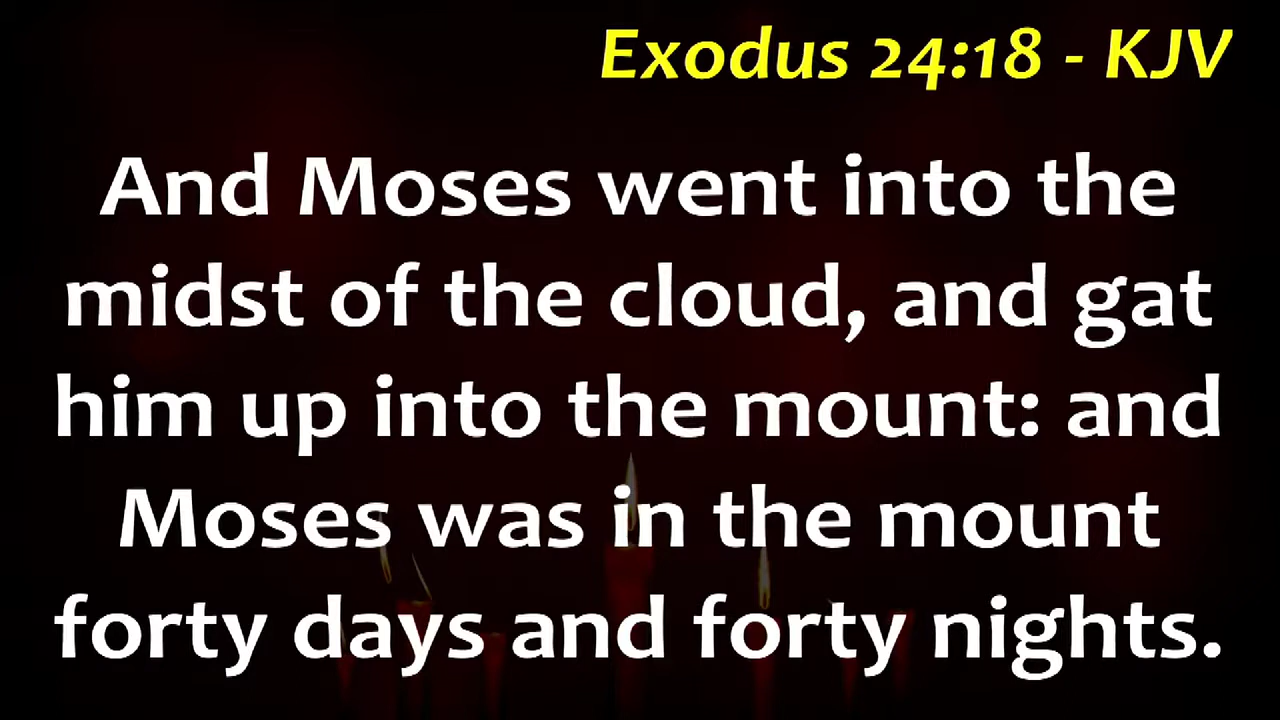 Exodus 24:18 - KJV
And Moses went into the
midst of the cloud, and gat
him up into the mount: and
Moses was in the mount
forty days and forty nights.